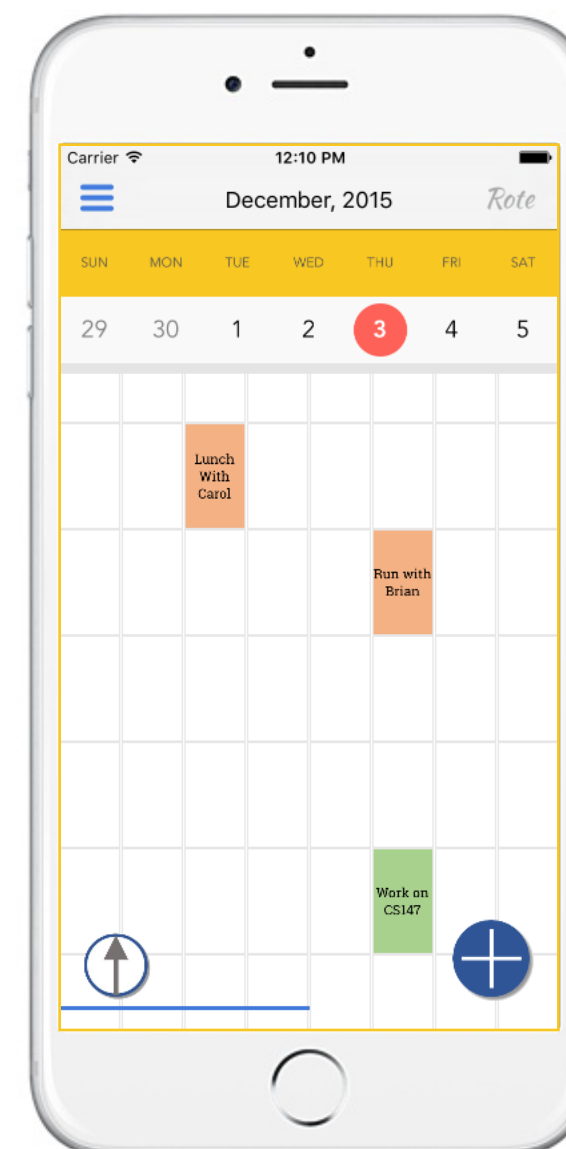 Carrier 12:10 PM
December, 2015 Rote
SUN MON TUE WED THU FRI SAT
29 30 1 2 3 4 5
Lunch
With
Carol
Run with
Brian
Work on
CS147